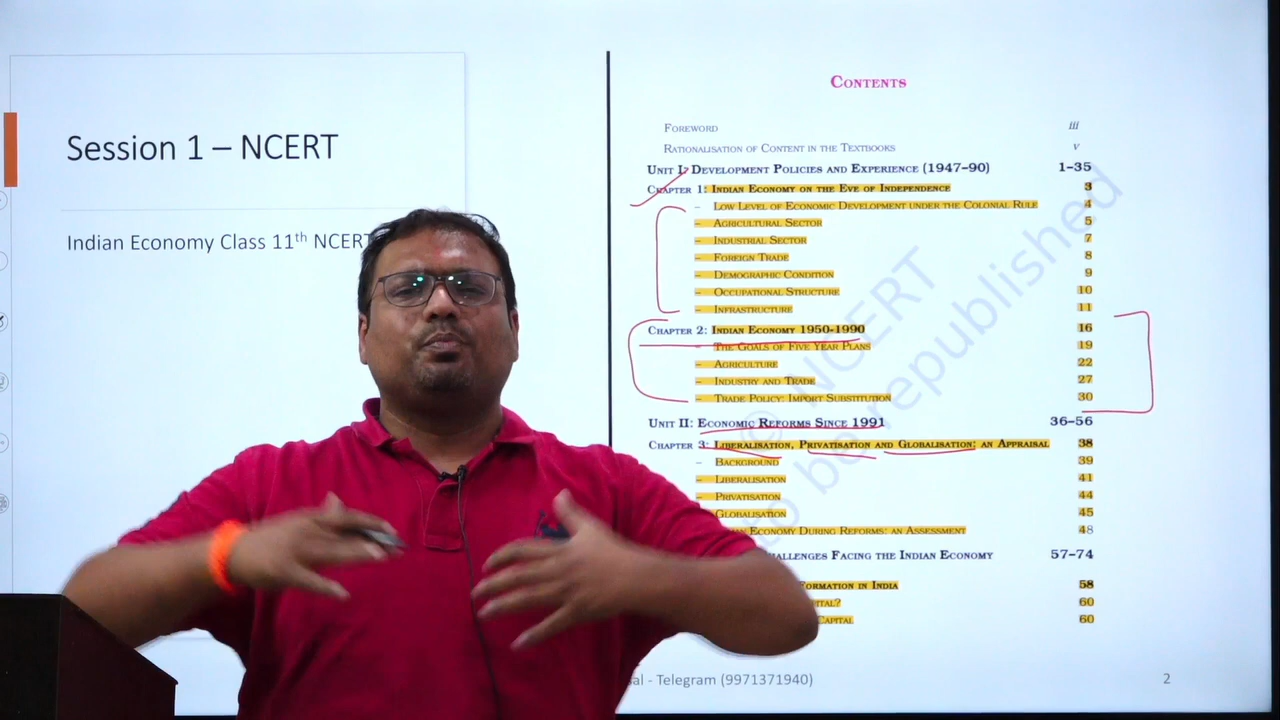 Session 1 – NCERT
Indian Economy Class 11th NCERT
CONTENTS
FOREWORD iii
RATIONALISATION OF CONTENT IN THE TEXTBOOKS v
UNIT I: DEVELOPMENT POLICIES AND EXPERIENCE (1947-90) 1-35
CHAPTER 1: INDIAN ECONOMY ON THE EVE OF INDEPENDENCE 3
– LOW LEVEL OF ECONOMIC DEVELOPMENT UNDER THE COLONIAL RULE 4
– AGRICULTURAL SECTOR 5
– INDUSTRIAL SECTOR 7
– FOREIGN TRADE 8
– DEMOGRAPHIC CONDITION 9
– OCCUPATIONAL STRUCTURE 10
– INFRASTRUCTURE 11
CHAPTER 2: INDIAN ECONOMY 1950-1990 16
– THE GOALS OF FIVE YEAR PLANS 19
– AGRICULTURE 22
– INDUSTRY AND TRADE 27
– TRADE POLICY: IMPORT SUBSTITUTION 30
UNIT II: ECONOMIC REFORMS SINCE 1991 36-56
CHAPTER 3: LIBERALISATION, PRIVATISATION AND GLOBALISATION: AN APPRAISAL 38
– BACKGROUND 39
– LIBERALISATION 41
– PRIVATISATION 44
GLOBALISATION 45
ECONOMY DURING REFORMS: AN ASSESSMENT 48
FACING THE INDIAN ECONOMY 57-74
IN INDIA 58
60
CAPITAL 60
© NCERT
to be republished
- Telegram (9971371940)
2